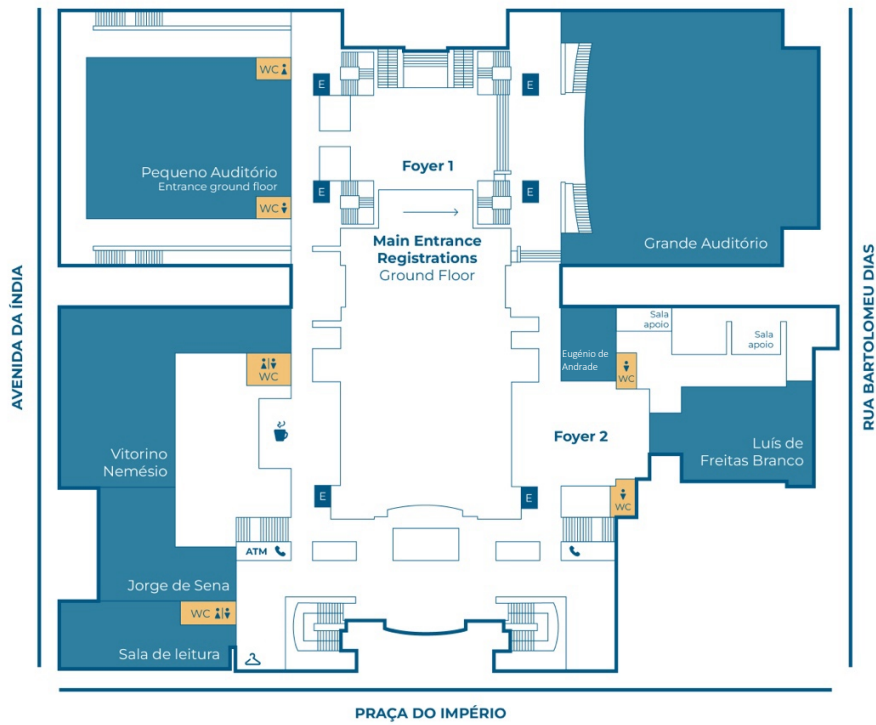 WC
E
E
Foyer 1
Pequeno Auditório
Entrance ground floor
E
E
WC
Main Entrance
Registrations
Ground Floor
Grande Auditório
AVENIDA DA ÍNDIA
RUA BARTOLOMEU DIAS
Sala
apoio
Sala
apoio
Eugénio de
Andrade
WC
WC
Foyer 2
Vitorino
Nemésio
Luís de
Freitas Branco
E
E
WC
ATM
Jorge de Sena
WC
Sala de leitura
PRAÇA DO IMPÉRIO